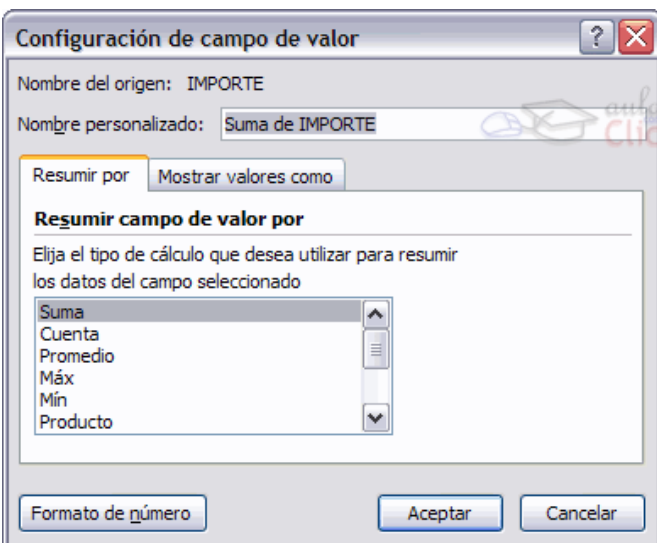 Configuración de campo de valor
Nombre del origen: IMPORTE
Nombre personalizado: Suma de IMPORTE
aula
Clic
Resumir por Mostrar valores como
Resumir campo de valor por
Elija el tipo de cálculo que desea utilizar para resumir
los datos del campo seleccionado
Suma
Cuenta
Promedio
Máx
Mín
Producto
Formato de número Aceptar Cancelar